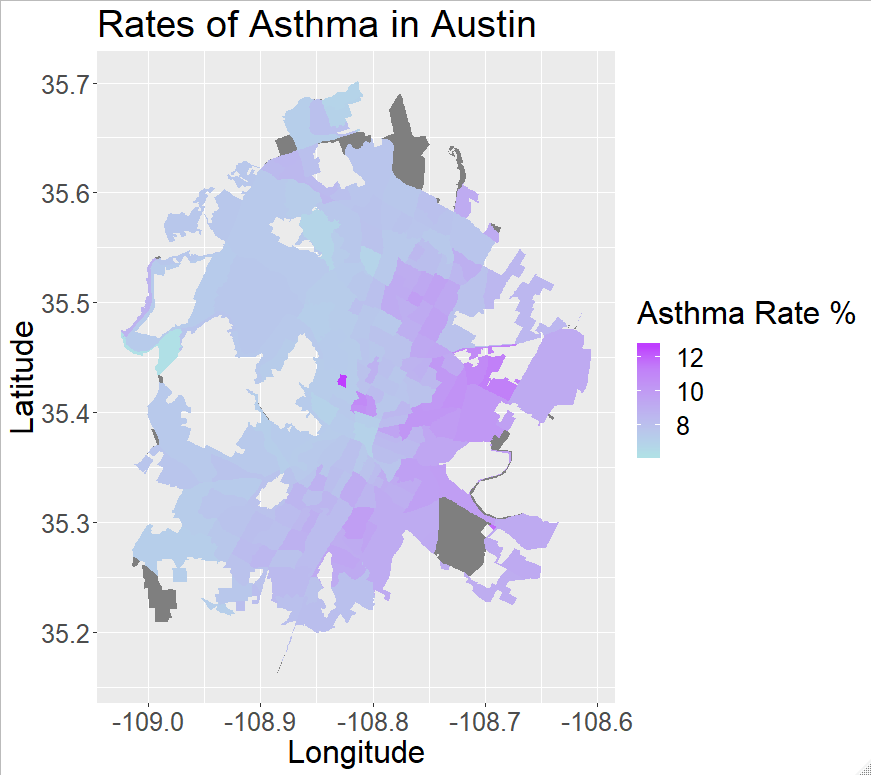 Rates of Asthma in Austin
35.7
35.6
35.5
35.4
35.3
35.2
Latitude
-109.0 -108.9 -108.8 -108.7 -108.6
Longitude
Asthma Rate %
12
10
8